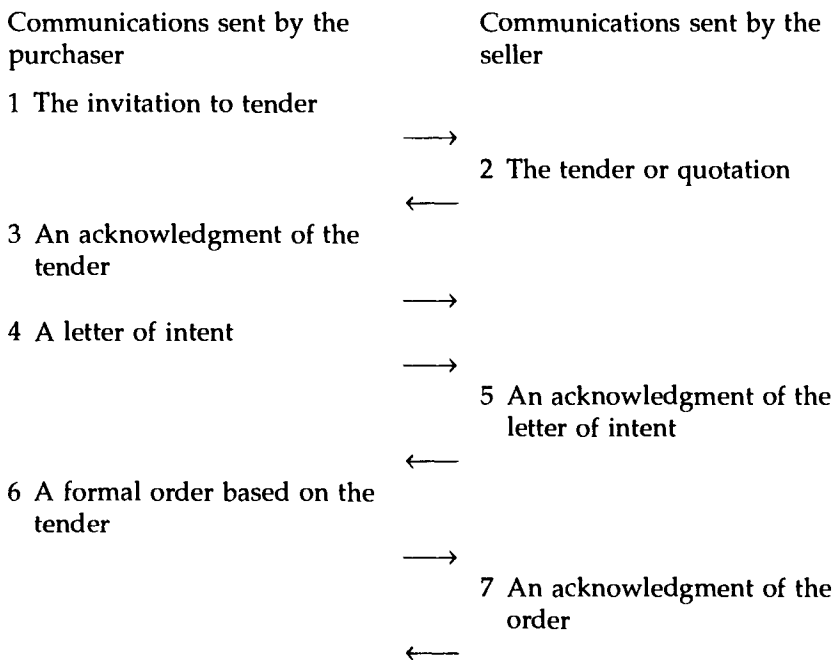 Communications sent by the
purchaser
Communications sent by the
seller
1 The invitation to tender
⟶
2 The tender or quotation
⟵
3 An acknowledgment of the
tender
⟶
4 A letter of intent
⟶
5 An acknowledgment of the
letter of intent
⟵
6 A formal order based on the
tender
⟶
7 An acknowledgment of the
order
⟵